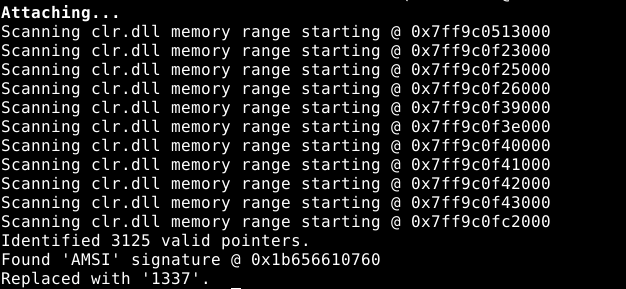 Attaching...
Scanning clr.dll memory range starting @ 0x7ff9c0513000
Scanning clr.dll memory range starting @ 0x7ff9c0f23000
Scanning clr.dll memory range starting @ 0x7ff9c0f25000
Scanning clr.dll memory range starting @ 0x7ff9c0f26000
Scanning clr.dll memory range starting @ 0x7ff9c0f39000
Scanning clr.dll memory range starting @ 0x7ff9c0f3e000
Scanning clr.dll memory range starting @ 0x7ff9c0f40000
Scanning clr.dll memory range starting @ 0x7ff9c0f41000
Scanning clr.dll memory range starting @ 0x7ff9c0f42000
Scanning clr.dll memory range starting @ 0x7ff9c0f43000
Scanning clr.dll memory range starting @ 0x7ff9c0fc2000
Identified 3125 valid pointers.
Found 'AMSI' signature @ 0x1b656610760
Replaced with '1337'.